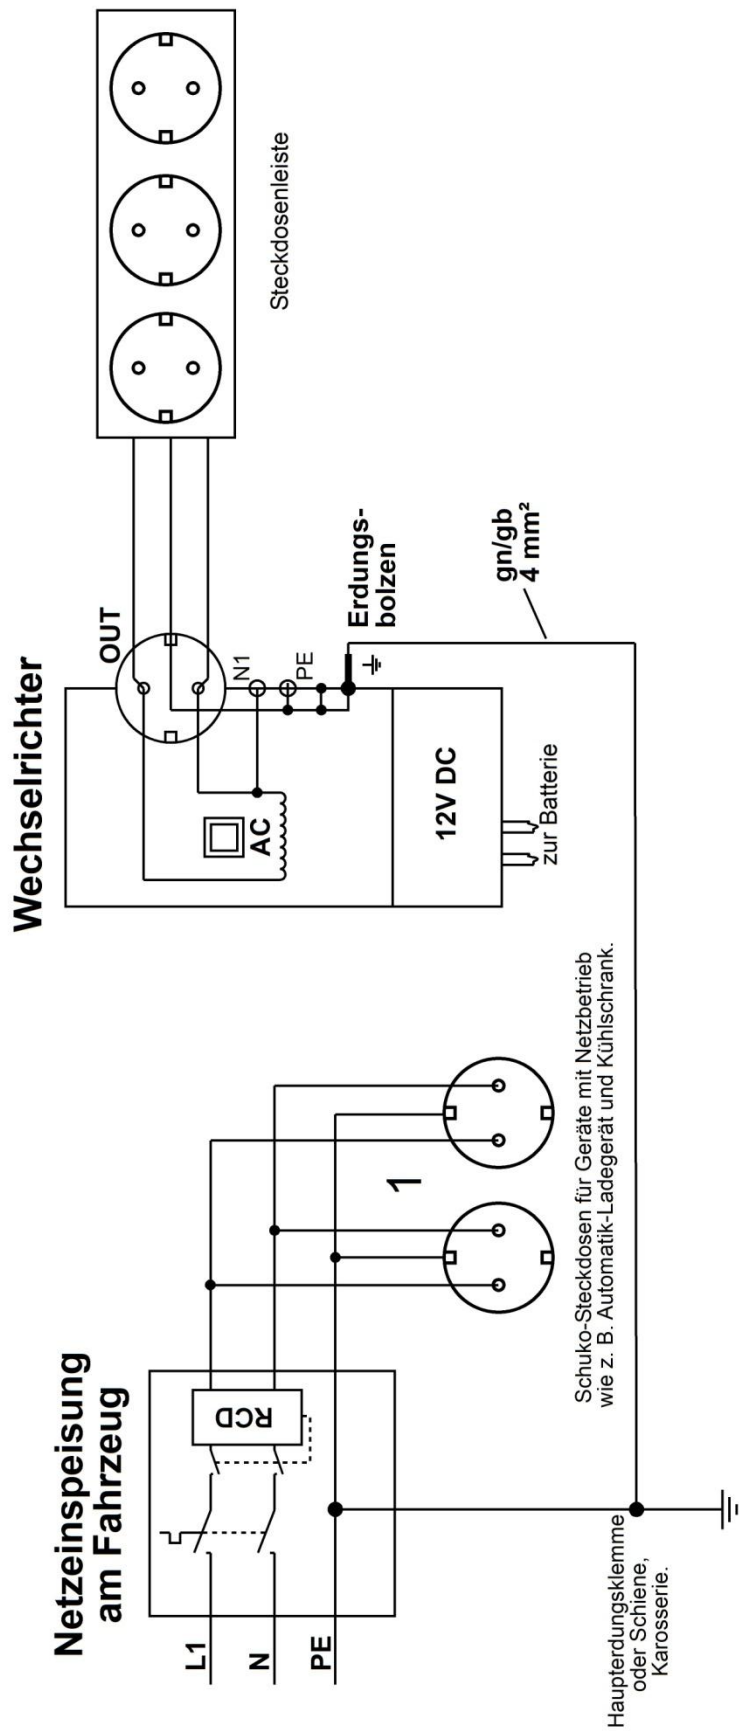 Netzeinspeisung
am Fahrzeug
L1
N
PE
RCD
1
Schuko-Steckdosen für Geräte mit Netzbetrieb
wie z. B. Automatik-Ladegerät und Kühlschrank.
Haupterdungsklemme
oder Schiene,
Karosserie.
Wechselrichter
OUT
AC
N1
PE
Erdungs-
bolzen
12V DC
zur Batterie
gn/gb
4 mm²
Steckdosenleiste